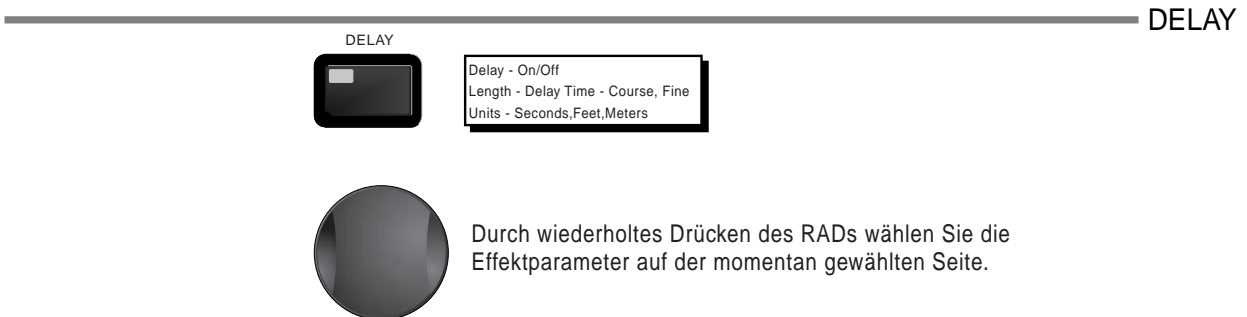 DELAY
DELAY
Delay - On/Off
Length - Delay Time - Course, Fine
Units - Seconds,Feet,Meters
Durch wiederholtes Drücken des RADs wählen Sie die
Effektparameter auf der momentan gewählten Seite.